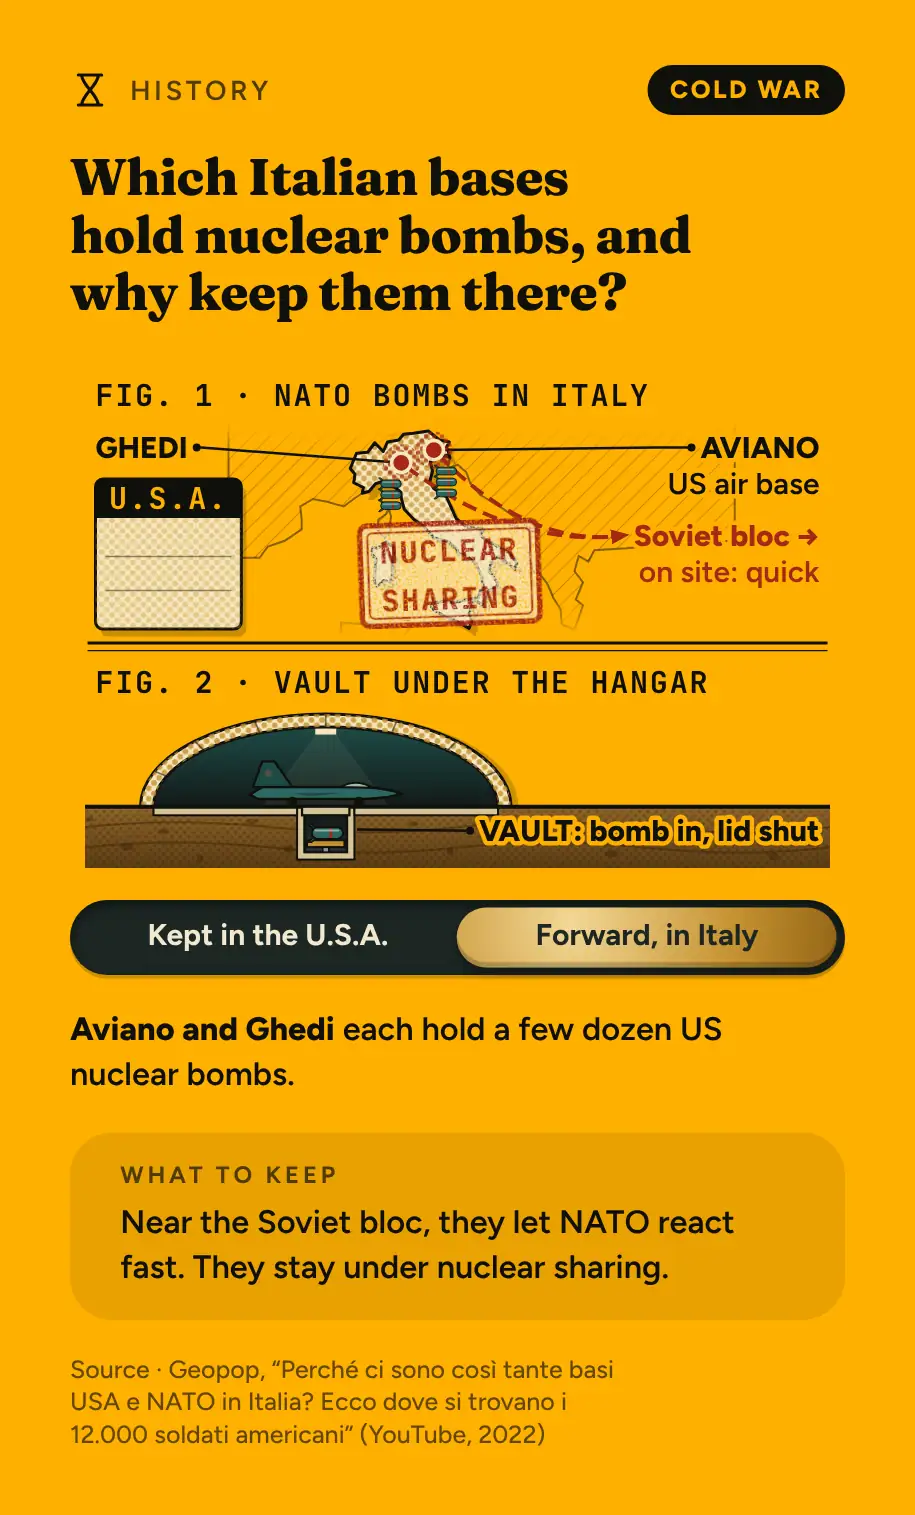 HISTORY
COLD WAR
Which Italian bases
hold nuclear bombs, and
why keep them there?
FIG. 1 · NATO BOMBS IN ITALY
GHEDI
AVIANO
US air base
U.S.A.
Soviet bloc →
on site: quick
NUCLEAR
SHARING
FIG. 2 · VAULT UNDER THE HANGAR
VAULT: bomb in, lid shut
Kept in the U.S.A.
Forward, in Italy
Aviano and Ghedi each hold a few dozen US
nuclear bombs.
WHAT TO KEEP
Near the Soviet bloc, they let NATO react
fast. They stay under nuclear sharing.
Source · Geopop, “Perché ci sono così tante basi
USA e NATO in Italia? Ecco dove si trovano i
12.000 soldati americani” (YouTube, 2022)